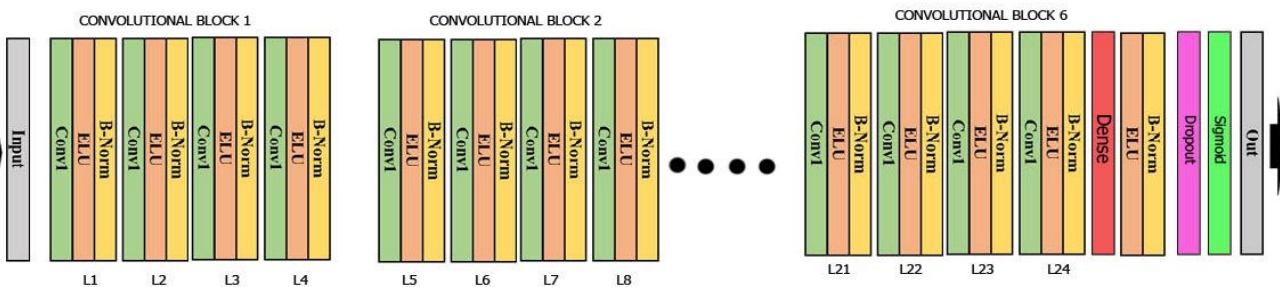 CONVOLUTIONAL BLOCK 1
CONVOLUTIONAL BLOCK 2
CONVOLUTIONAL BLOCK 6
Input
Conv1
ELU
B-Norm
Conv1
ELU
B-Norm
Conv1
ELU
B-Norm
Conv1
ELU
B-Norm
Conv1
ELU
B-Norm
Conv1
ELU
B-Norm
Conv1
ELU
B-Norm
Conv1
ELU
B-Norm
Conv1
ELU
B-Norm
Conv1
ELU
B-Norm
Conv1
ELU
B-Norm
Conv1
ELU
B-Norm
Dense
ELU
B-Norm
Dropout
Sigmoid
Out
L1
L2
L3
L4
L5
L6
L7
L8
L21
L22
L23
L24